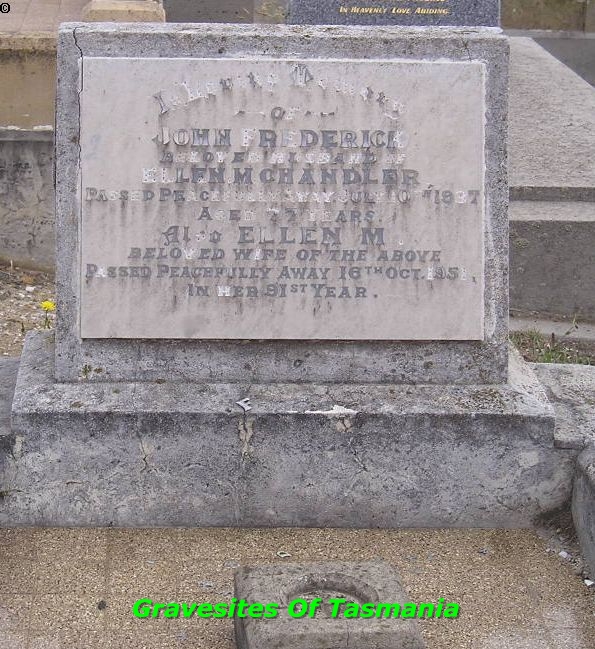 ©
In Heavenly Love Abiding.
In Loving Memory
OF
JOHN FREDERICK
BELOVED HUSBAND OF
ELLEN M CHANDLER
PASSED PEACEFULLY AWAY JULY 10TH 1937
AGED 77 YEARS.
ALSO ELLEN M.
BELOVED WIFE OF THE ABOVE
PASSED PEACEFULLY AWAY 16TH OCT. 1951.
IN HER 91ST YEAR.
Gravesites Of Tasmania